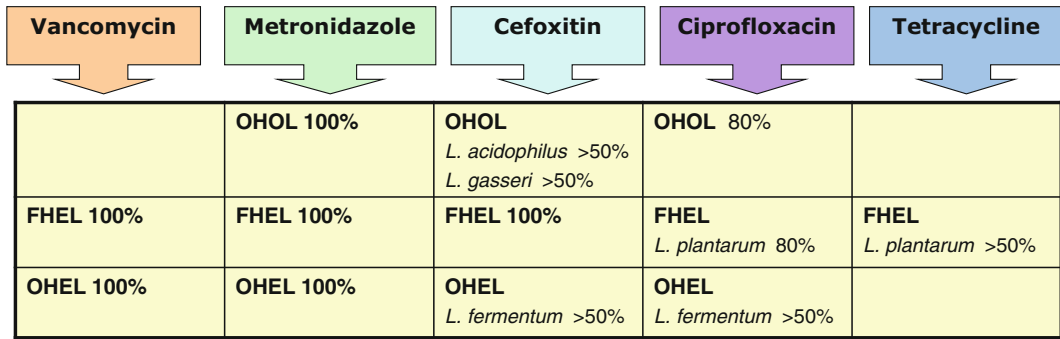 Vancomycin Metronidazole Cefoxitin Ciprofloxacin Tetracycline
OHOL 100% OHOL OHOL 80%
L. acidophilus >50%
L. gasseri >50%
FHEL 100% FHEL 100% FHEL 100% FHEL FHEL
L. plantarum 80% L. plantarum >50%
OHEL 100% OHEL 100% OHEL OHEL
L. fermentum >50% L. fermentum >50%